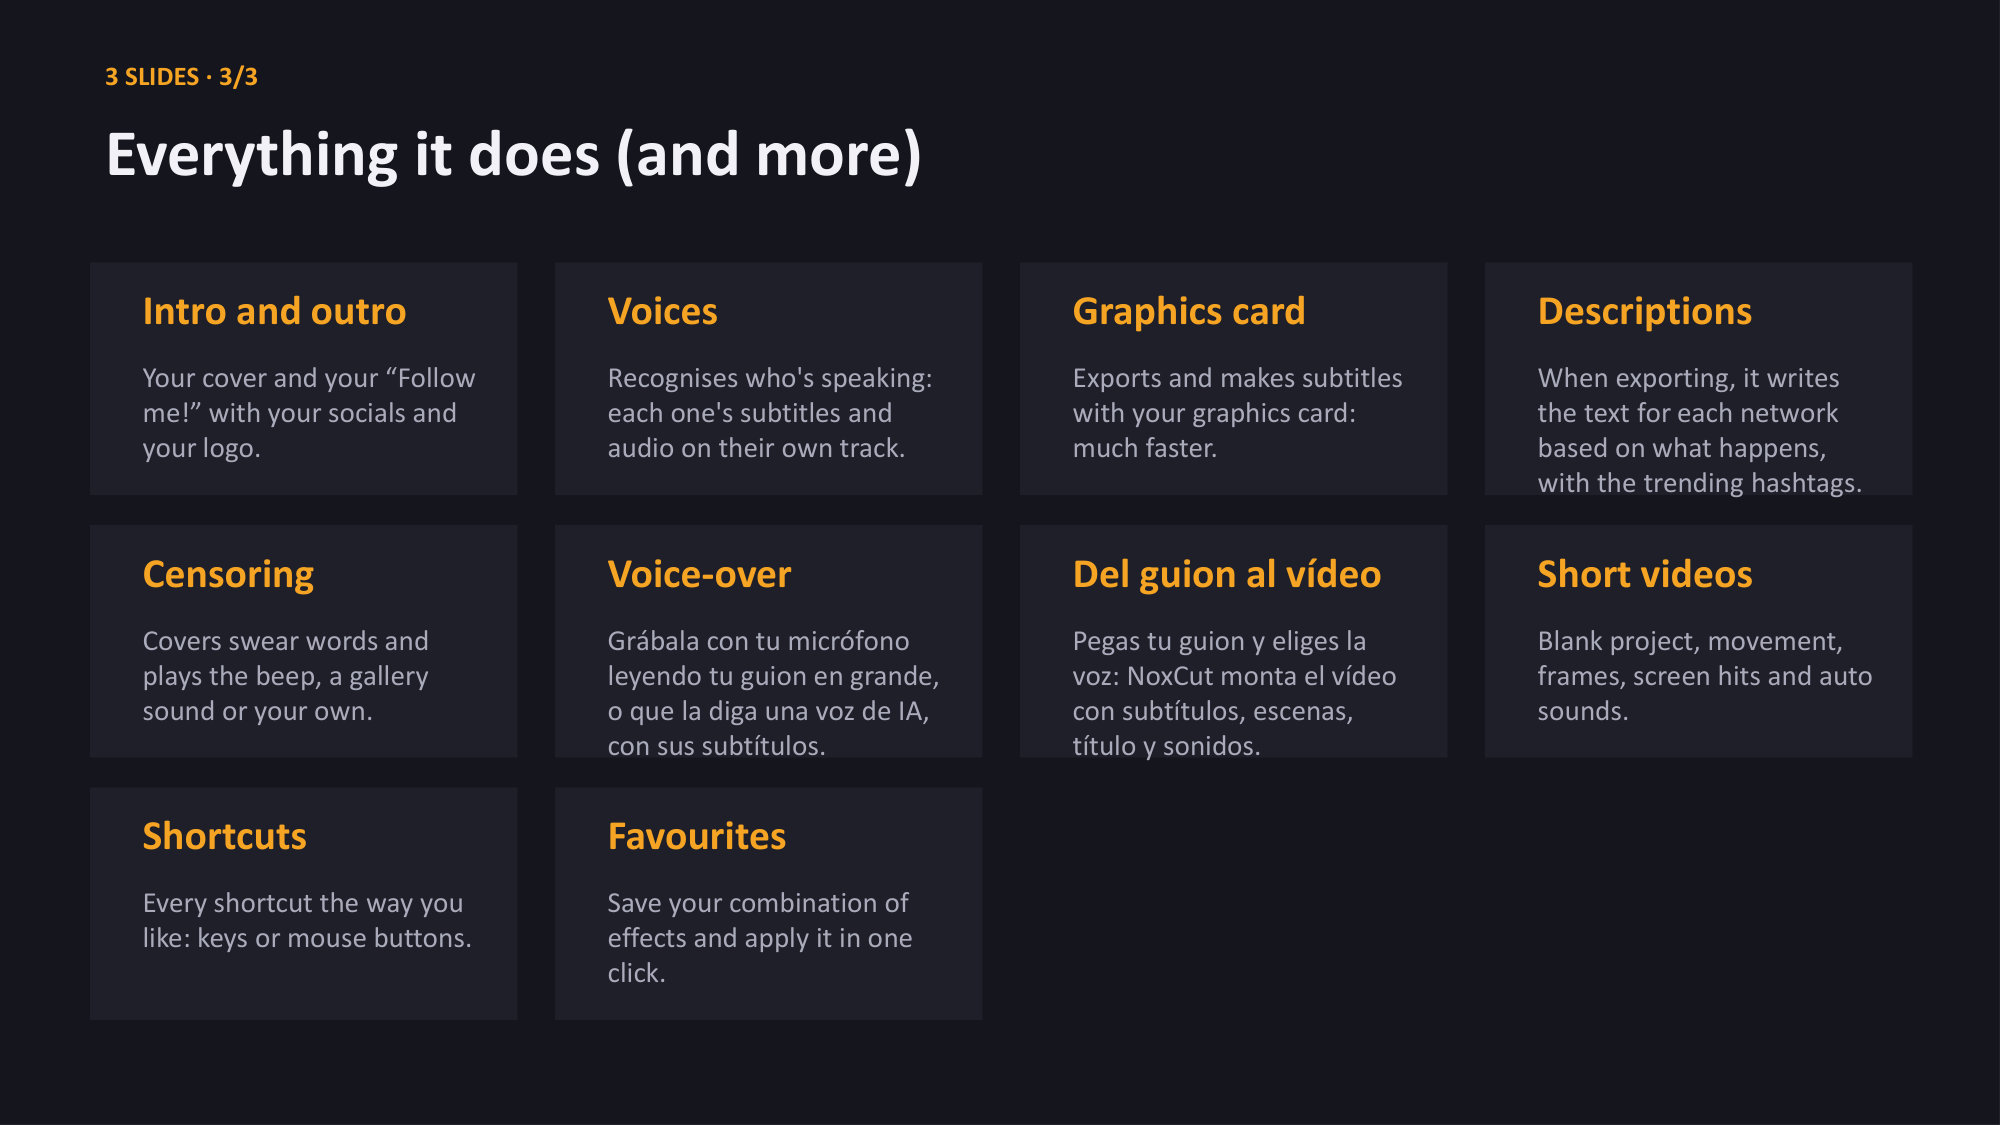 3 SLIDES · 3/3
Everything it does (and more)
Intro and outro
Your cover and your “Follow
me!” with your socials and
your logo.
Voices
Recognises who's speaking:
each one's subtitles and
audio on their own track.
Graphics card
Exports and makes subtitles
with your graphics card:
much faster.
Descriptions
When exporting, it writes
the text for each network
based on what happens,
with the trending hashtags.
Censoring
Covers swear words and
plays the beep, a gallery
sound or your own.
Voice-over
Grábala con tu micrófono
leyendo tu guion en grande,
o que la diga una voz de IA,
con sus subtítulos.
Del guion al vídeo
Pegas tu guion y eliges la
voz: NoxCut monta el vídeo
con subtítulos, escenas,
título y sonidos.
Short videos
Blank project, movement,
frames, screen hits and auto
sounds.
Shortcuts
Every shortcut the way you
like: keys or mouse buttons.
Favourites
Save your combination of
effects and apply it in one
click.